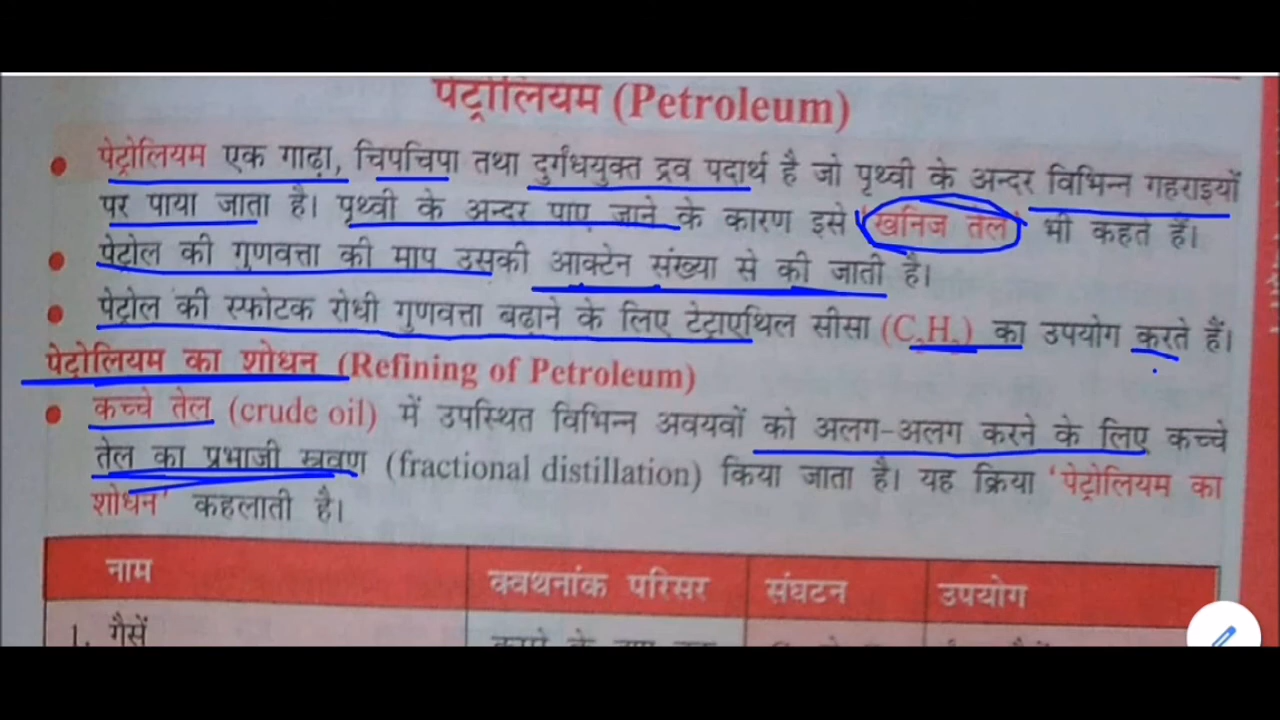 पेट्रोलियम (Petroleum)
• पेट्रोलियम एक गाढ़ा, चिपचिपा तथा दुर्गंधयुक्त द्रव पदार्थ है जो पृथ्वी के अन्दर विभिन्न गहराइयों
पर पाया जाता है। पृथ्वी के अन्दर पाए जाने के कारण इसे 'खनिज तेल' भी कहते हैं।
• पेट्रोल की गुणवत्ता की माप उसकी आक्टेन संख्या से की जाती है।
• पेट्रोल की स्फोटक रोधी गुणवत्ता बढ़ाने के लिए टेट्राएथिल सीसा का उपयोग करते हैं।
पेट्रोलियम का शोधन (Refining of Petroleum)
• कच्चे तेल (crude oil) में उपस्थित विभिन्न अवयवों को अलग-अलग करने के लिए कच्चे
तेल का प्रभाजी स्त्रवण (fractional distillation) किया जाता है। यह क्रिया 'पेट्रोलियम का
शोधन' कहलाती है।
नाम क्वथनांक परिसर संघटन उपयोग
1. गैसें